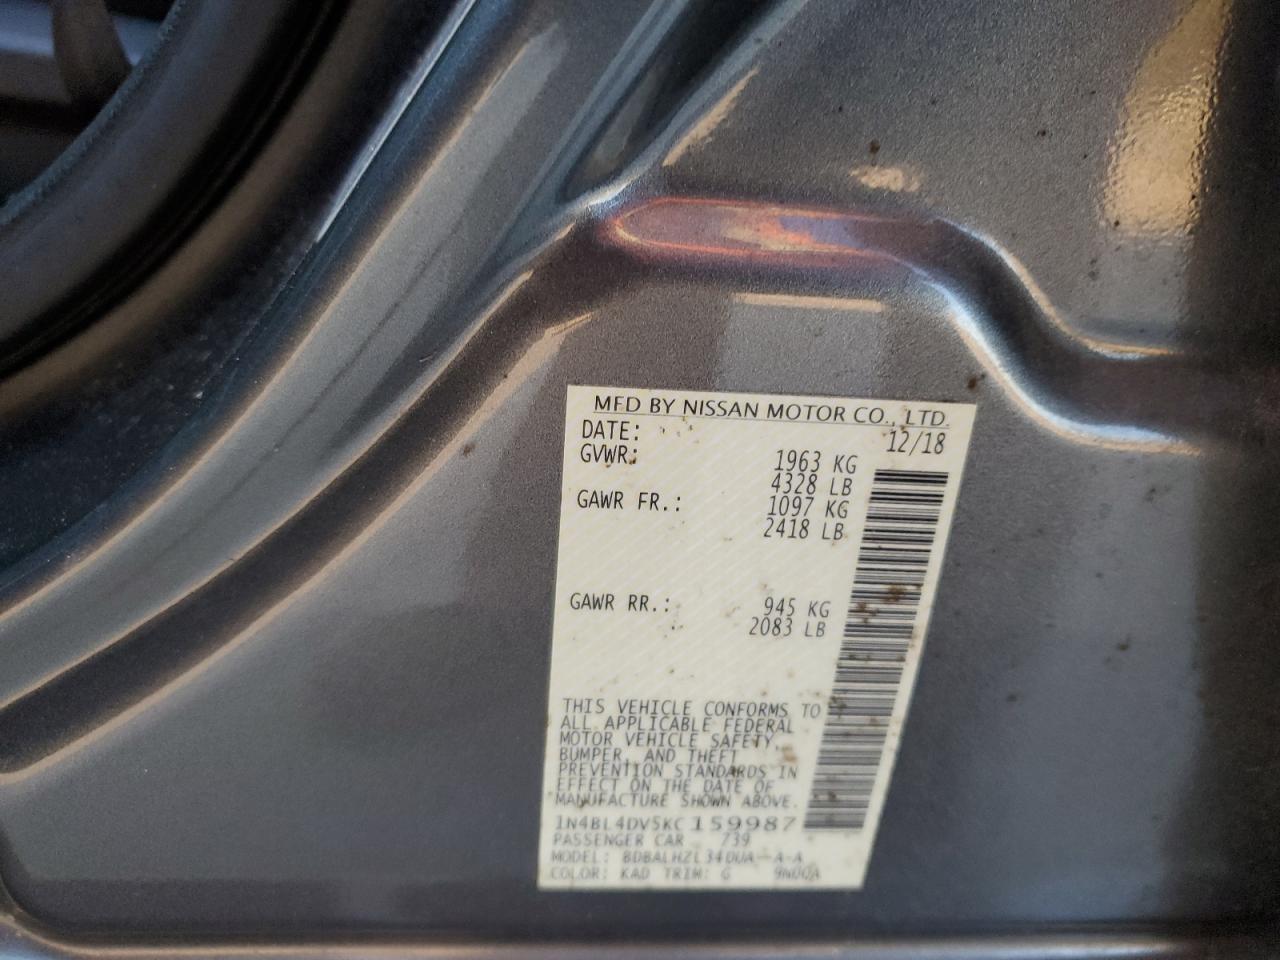 MFD BY NISSAN MOTOR CO., LTD.
DATE: 12/18
GVWR: 1963 KG
4328 LB
GAWR FR.: 1097 KG
2418 LB
GAWR RR.: 945 KG
2083 LB
THIS VEHICLE CONFORMS TO
ALL APPLICABLE FEDERAL
MOTOR VEHICLE SAFETY,
BUMPER, AND THEFT
PREVENTION STANDARDS IN
EFFECT ON THE DATE OF
MANUFACTURE SHOWN ABOVE.
1N4BL4DV5KC159987
PASSENGER CAR 739
MODEL: BDBALHZL34DUA--A-A
COLOR: KAD TRIM: G 9N00A